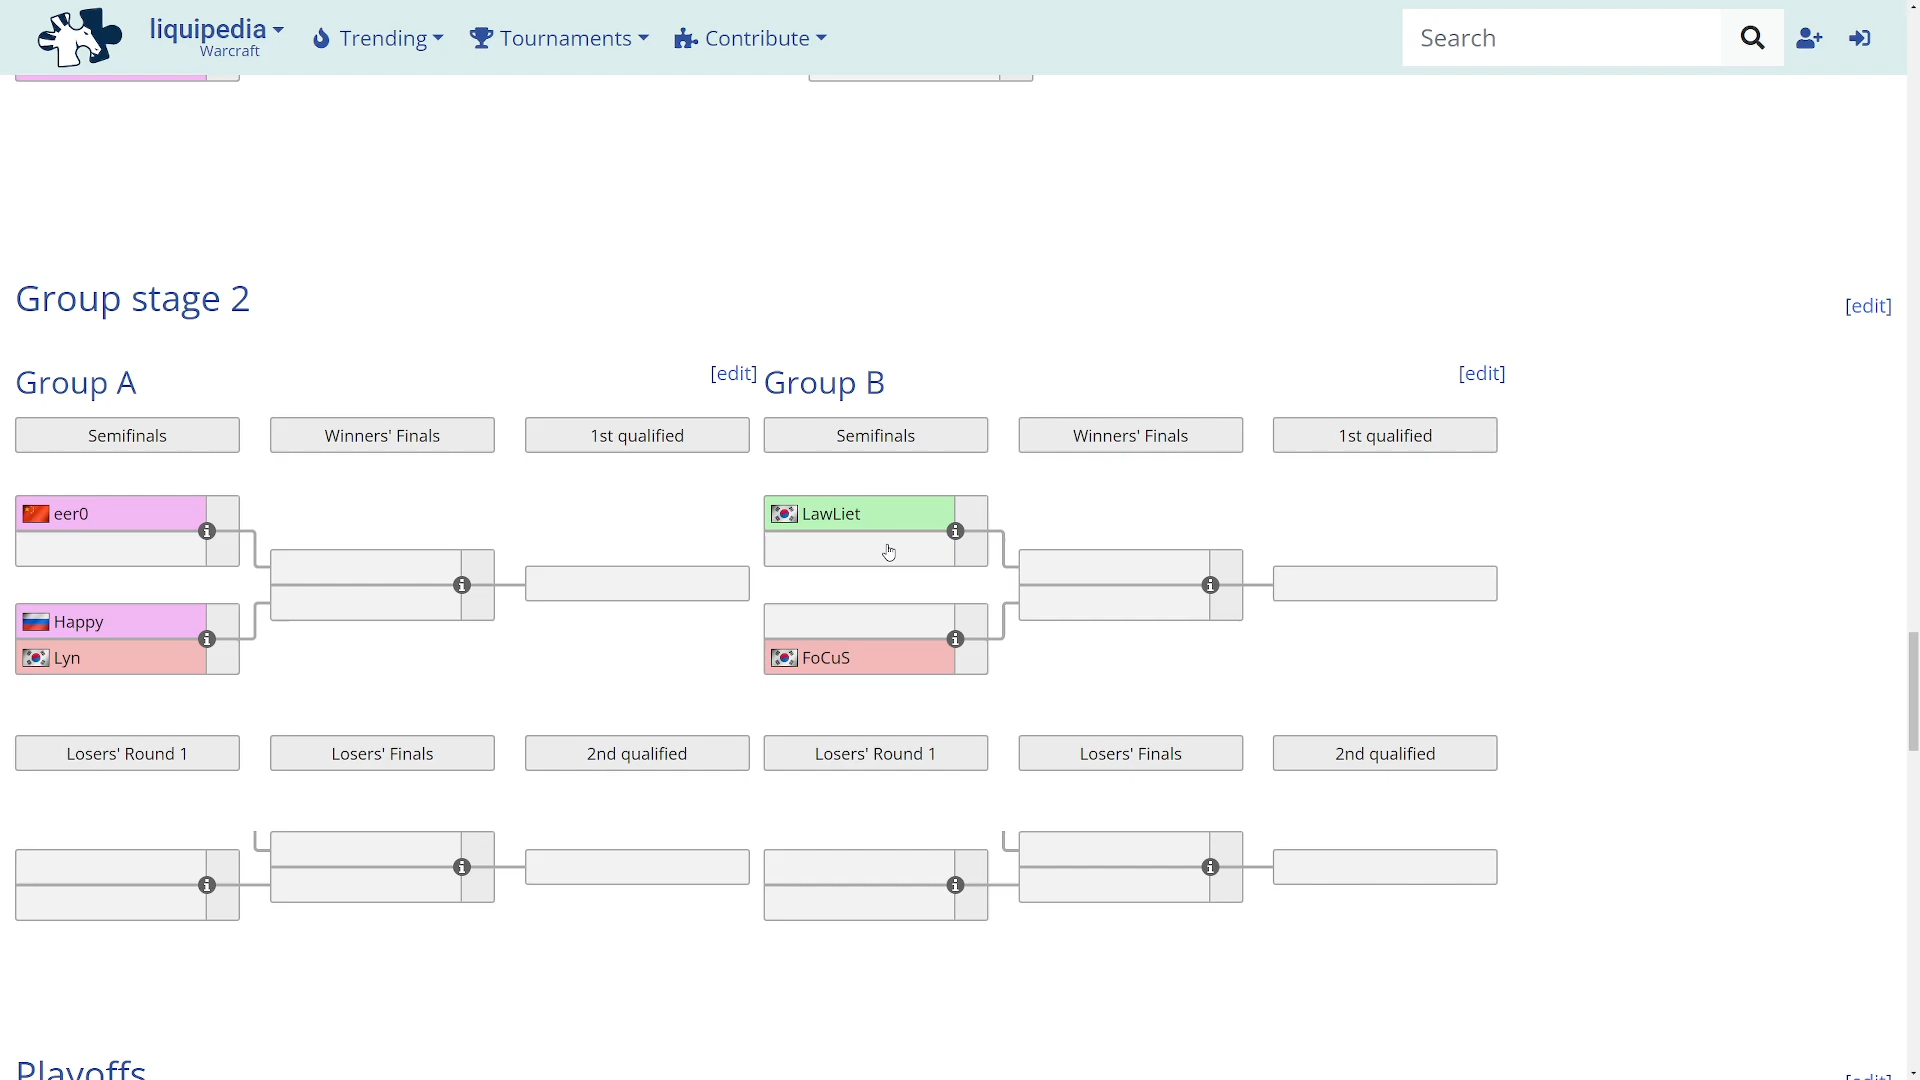 liquipedia
Warcraft
Trending
Tournaments
Contribute
Search
Group stage 2
[edit]
Group A
[edit]
Group B
[edit]
Semifinals
Winners' Finals
1st qualified
Semifinals
Winners' Finals
1st qualified
eer0
LawLiet
Happy
Lyn
FoCuS
Losers' Round 1
Losers' Finals
2nd qualified
Losers' Round 1
Losers' Finals
2nd qualified
Playoffs
[edit]